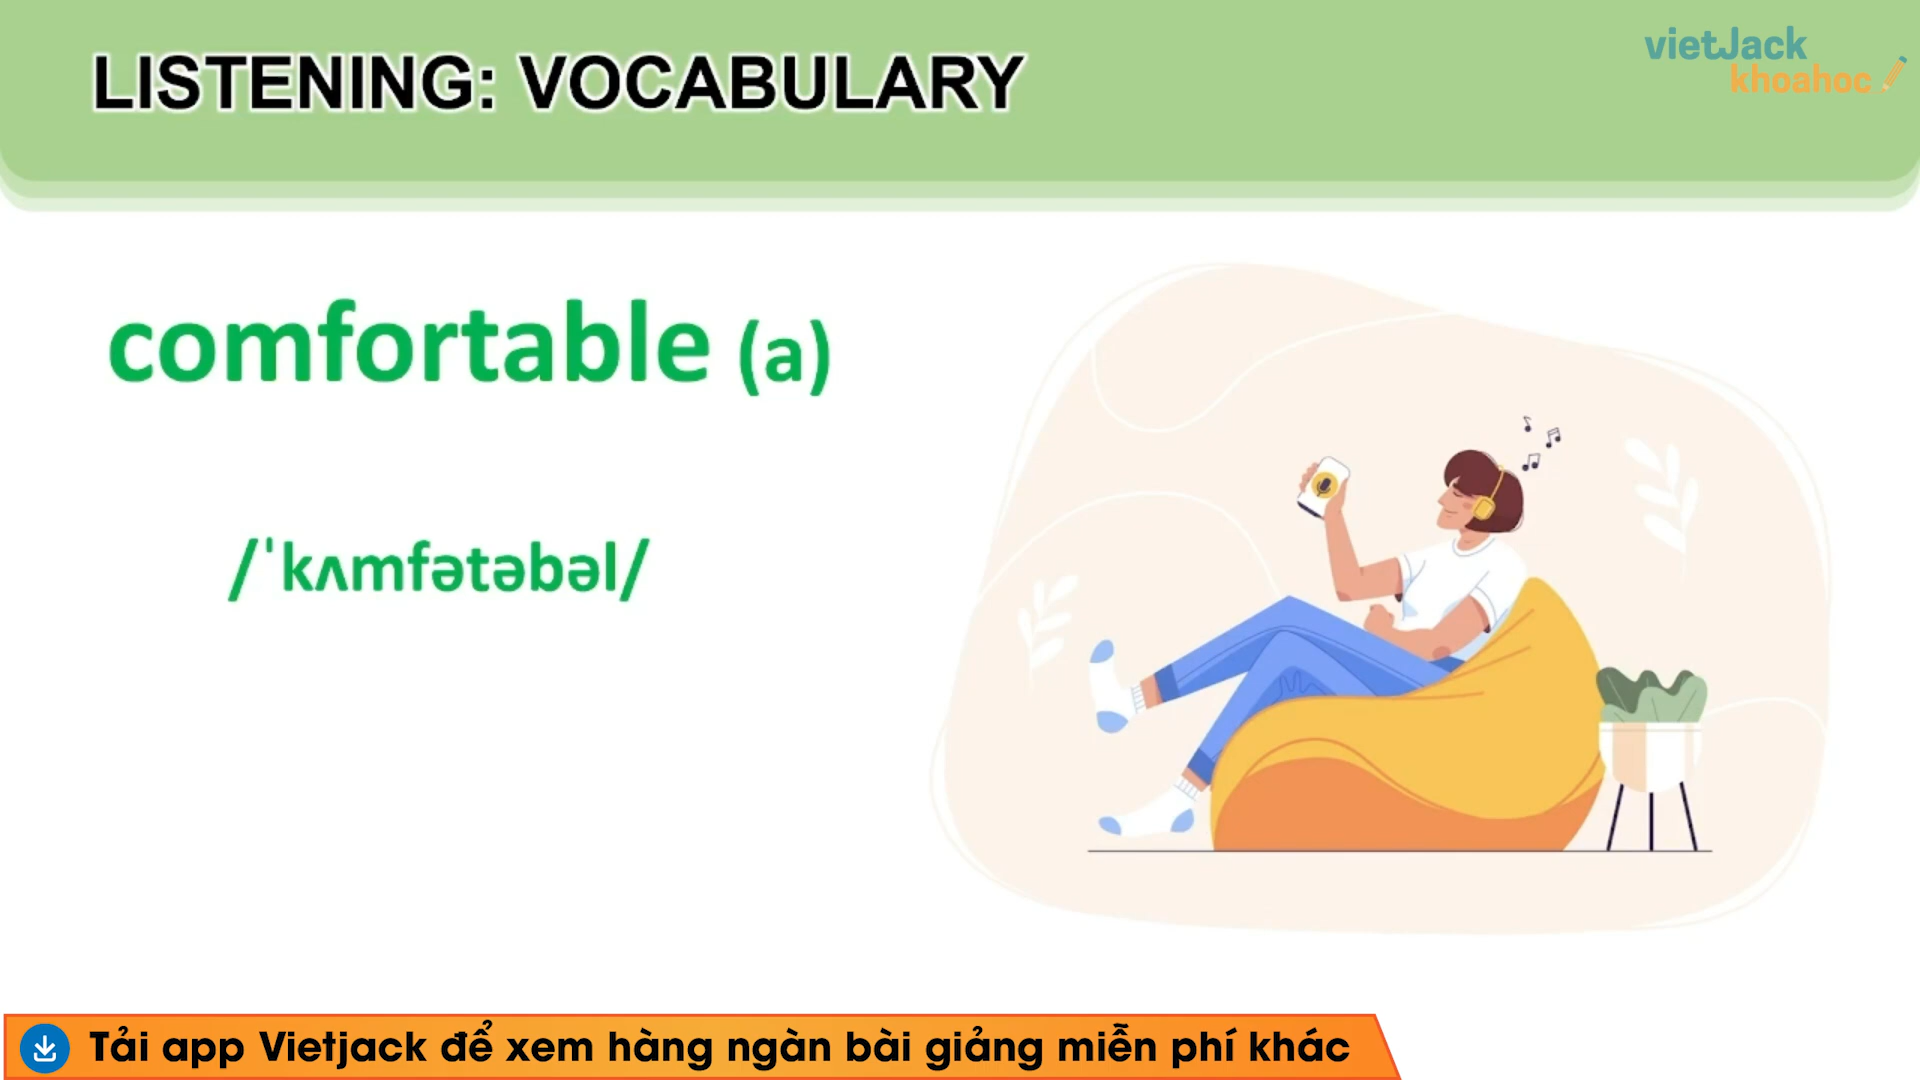 LISTENING: VOCABULARY
vietJack
khoahoc
comfortable (a)
/ˈkʌmfətəbəl/
Tải app Vietjack để xem hàng ngàn bài giảng miễn phí khác